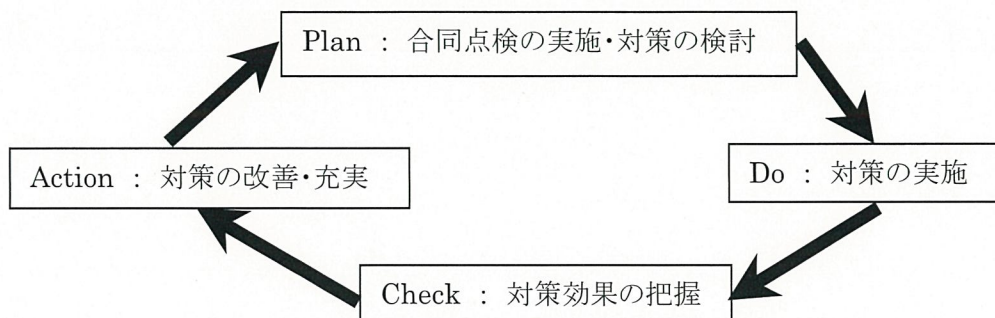 Plan : 合同点検の実施・対策の検討
Action : 対策の改善・充実
Do : 対策の実施
Check : 対策効果の把握